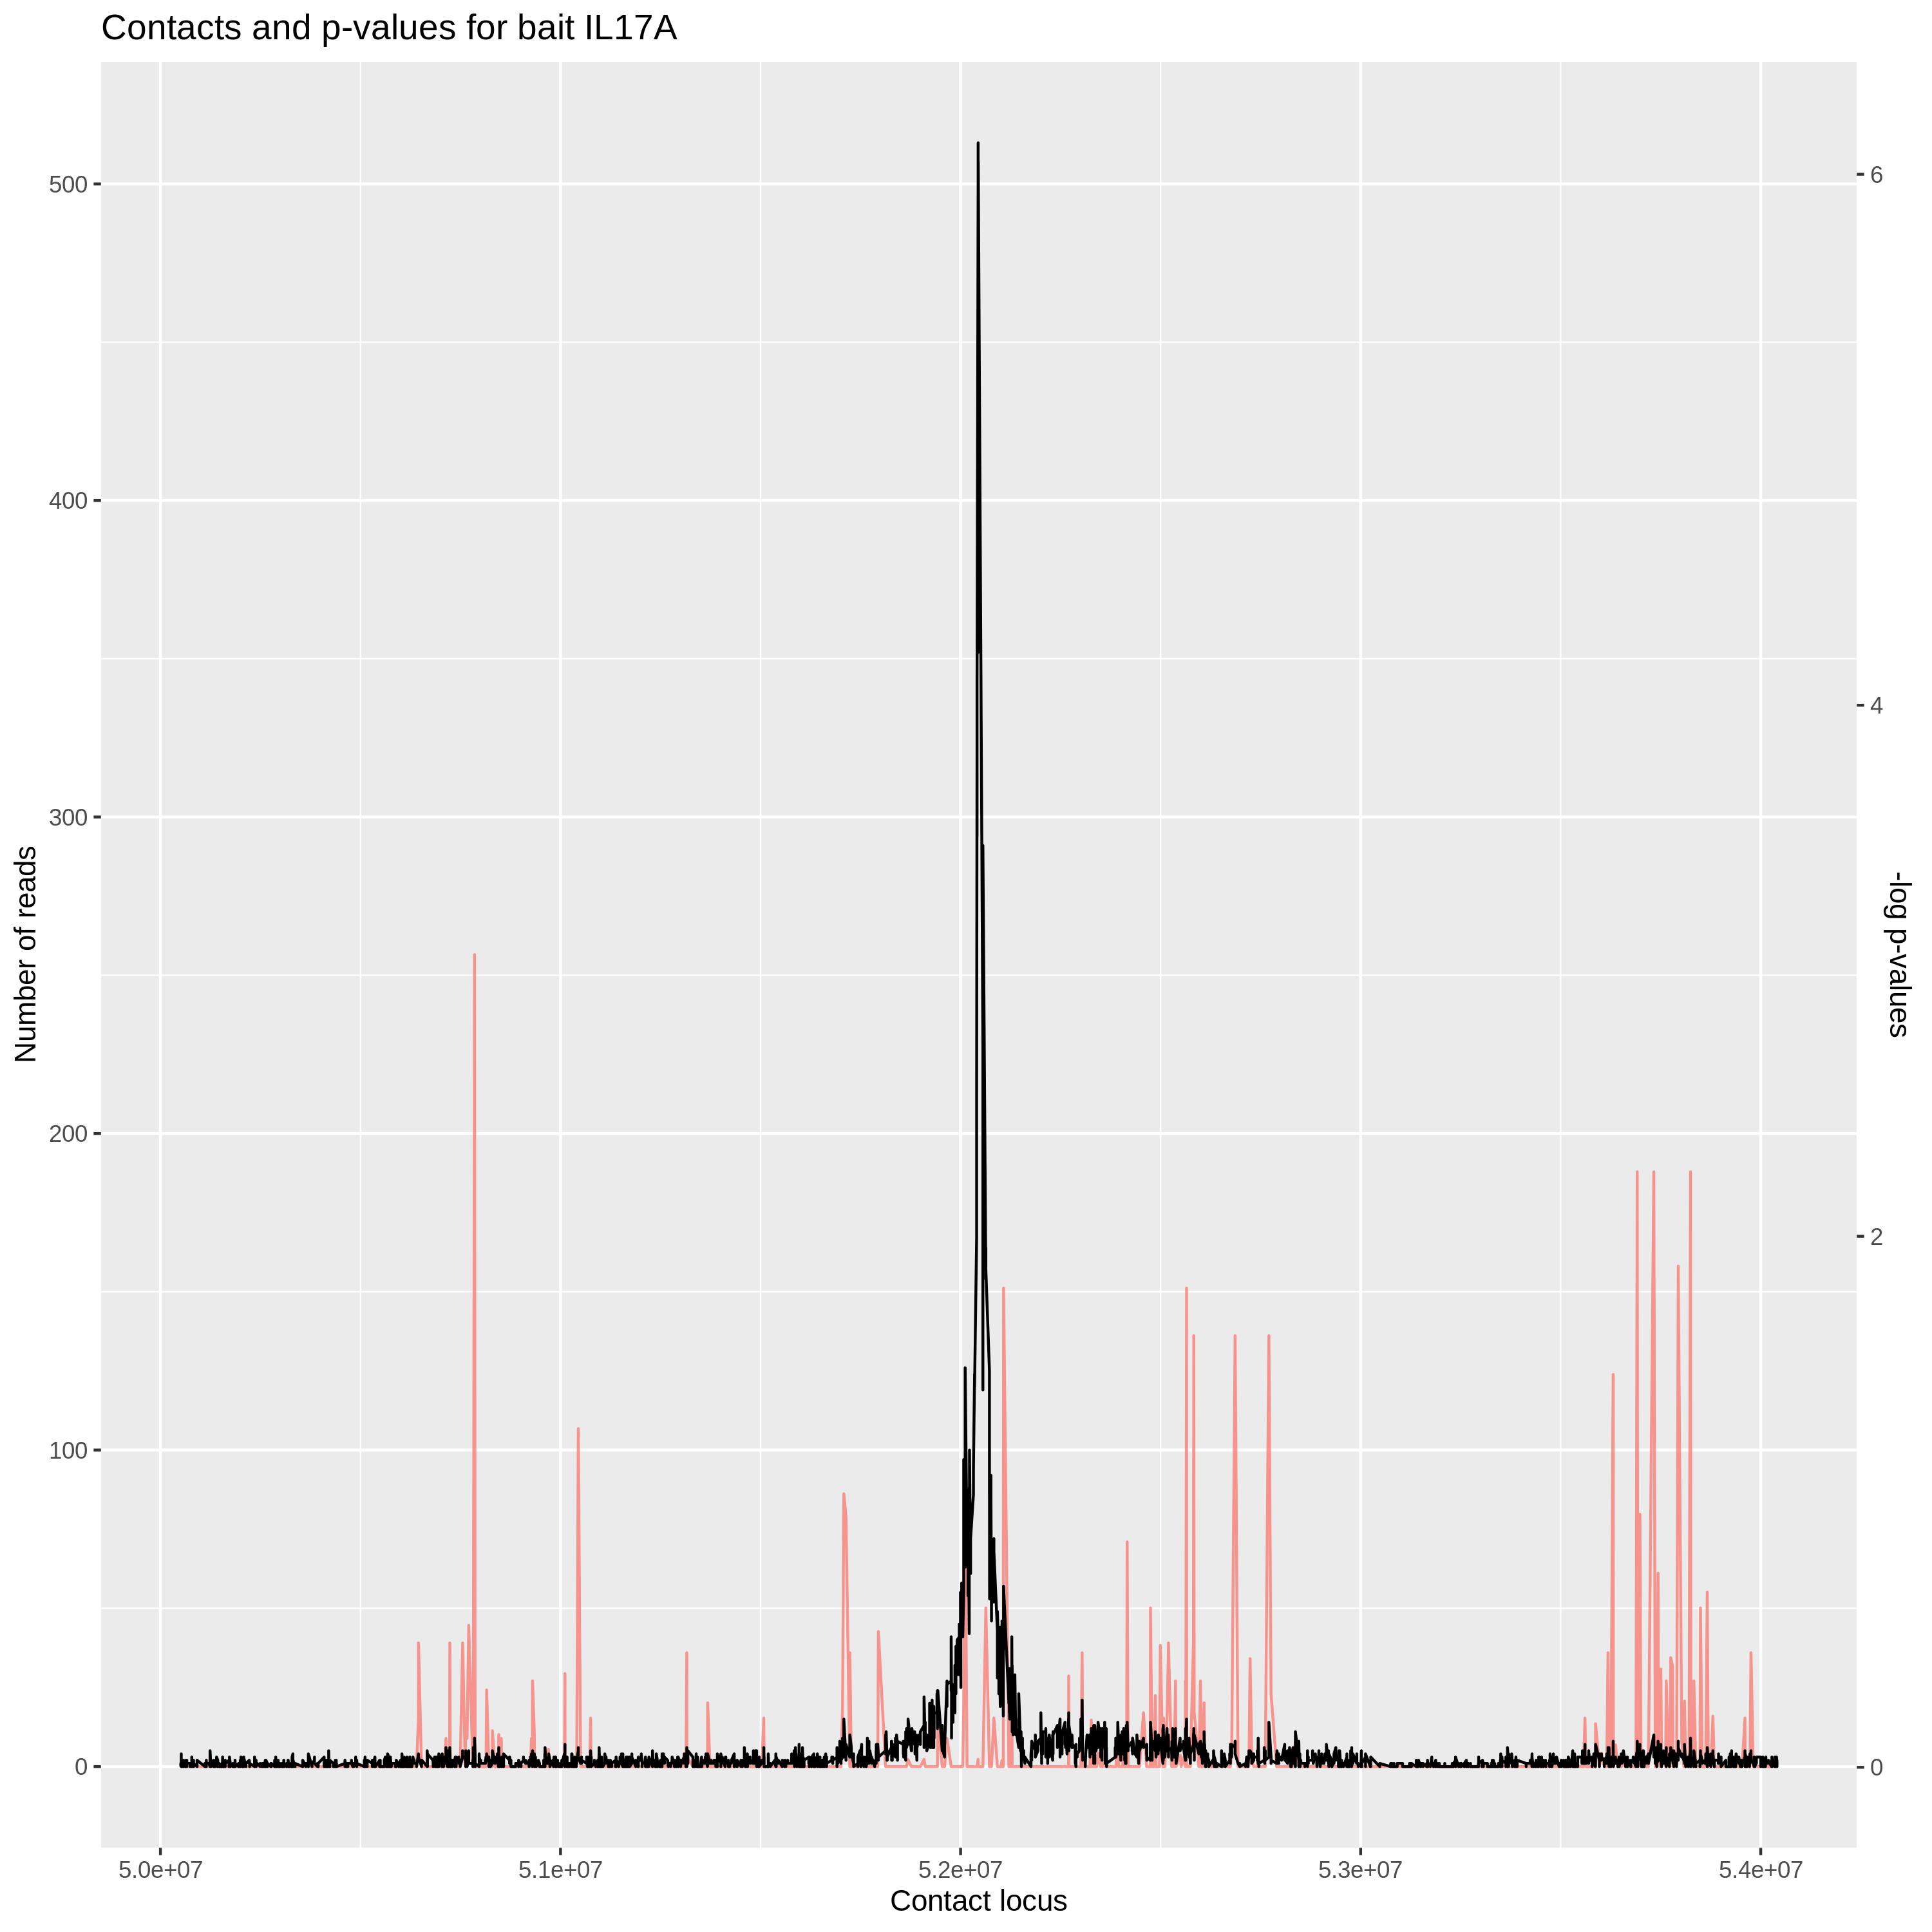 Contacts and p-values for bait IL17A
Number of reads
500
400
300
200
100
0
6
4
2
0
-log p-values
5.0e+07
5.1e+07
5.2e+07
5.3e+07
5.4e+07
Contact locus